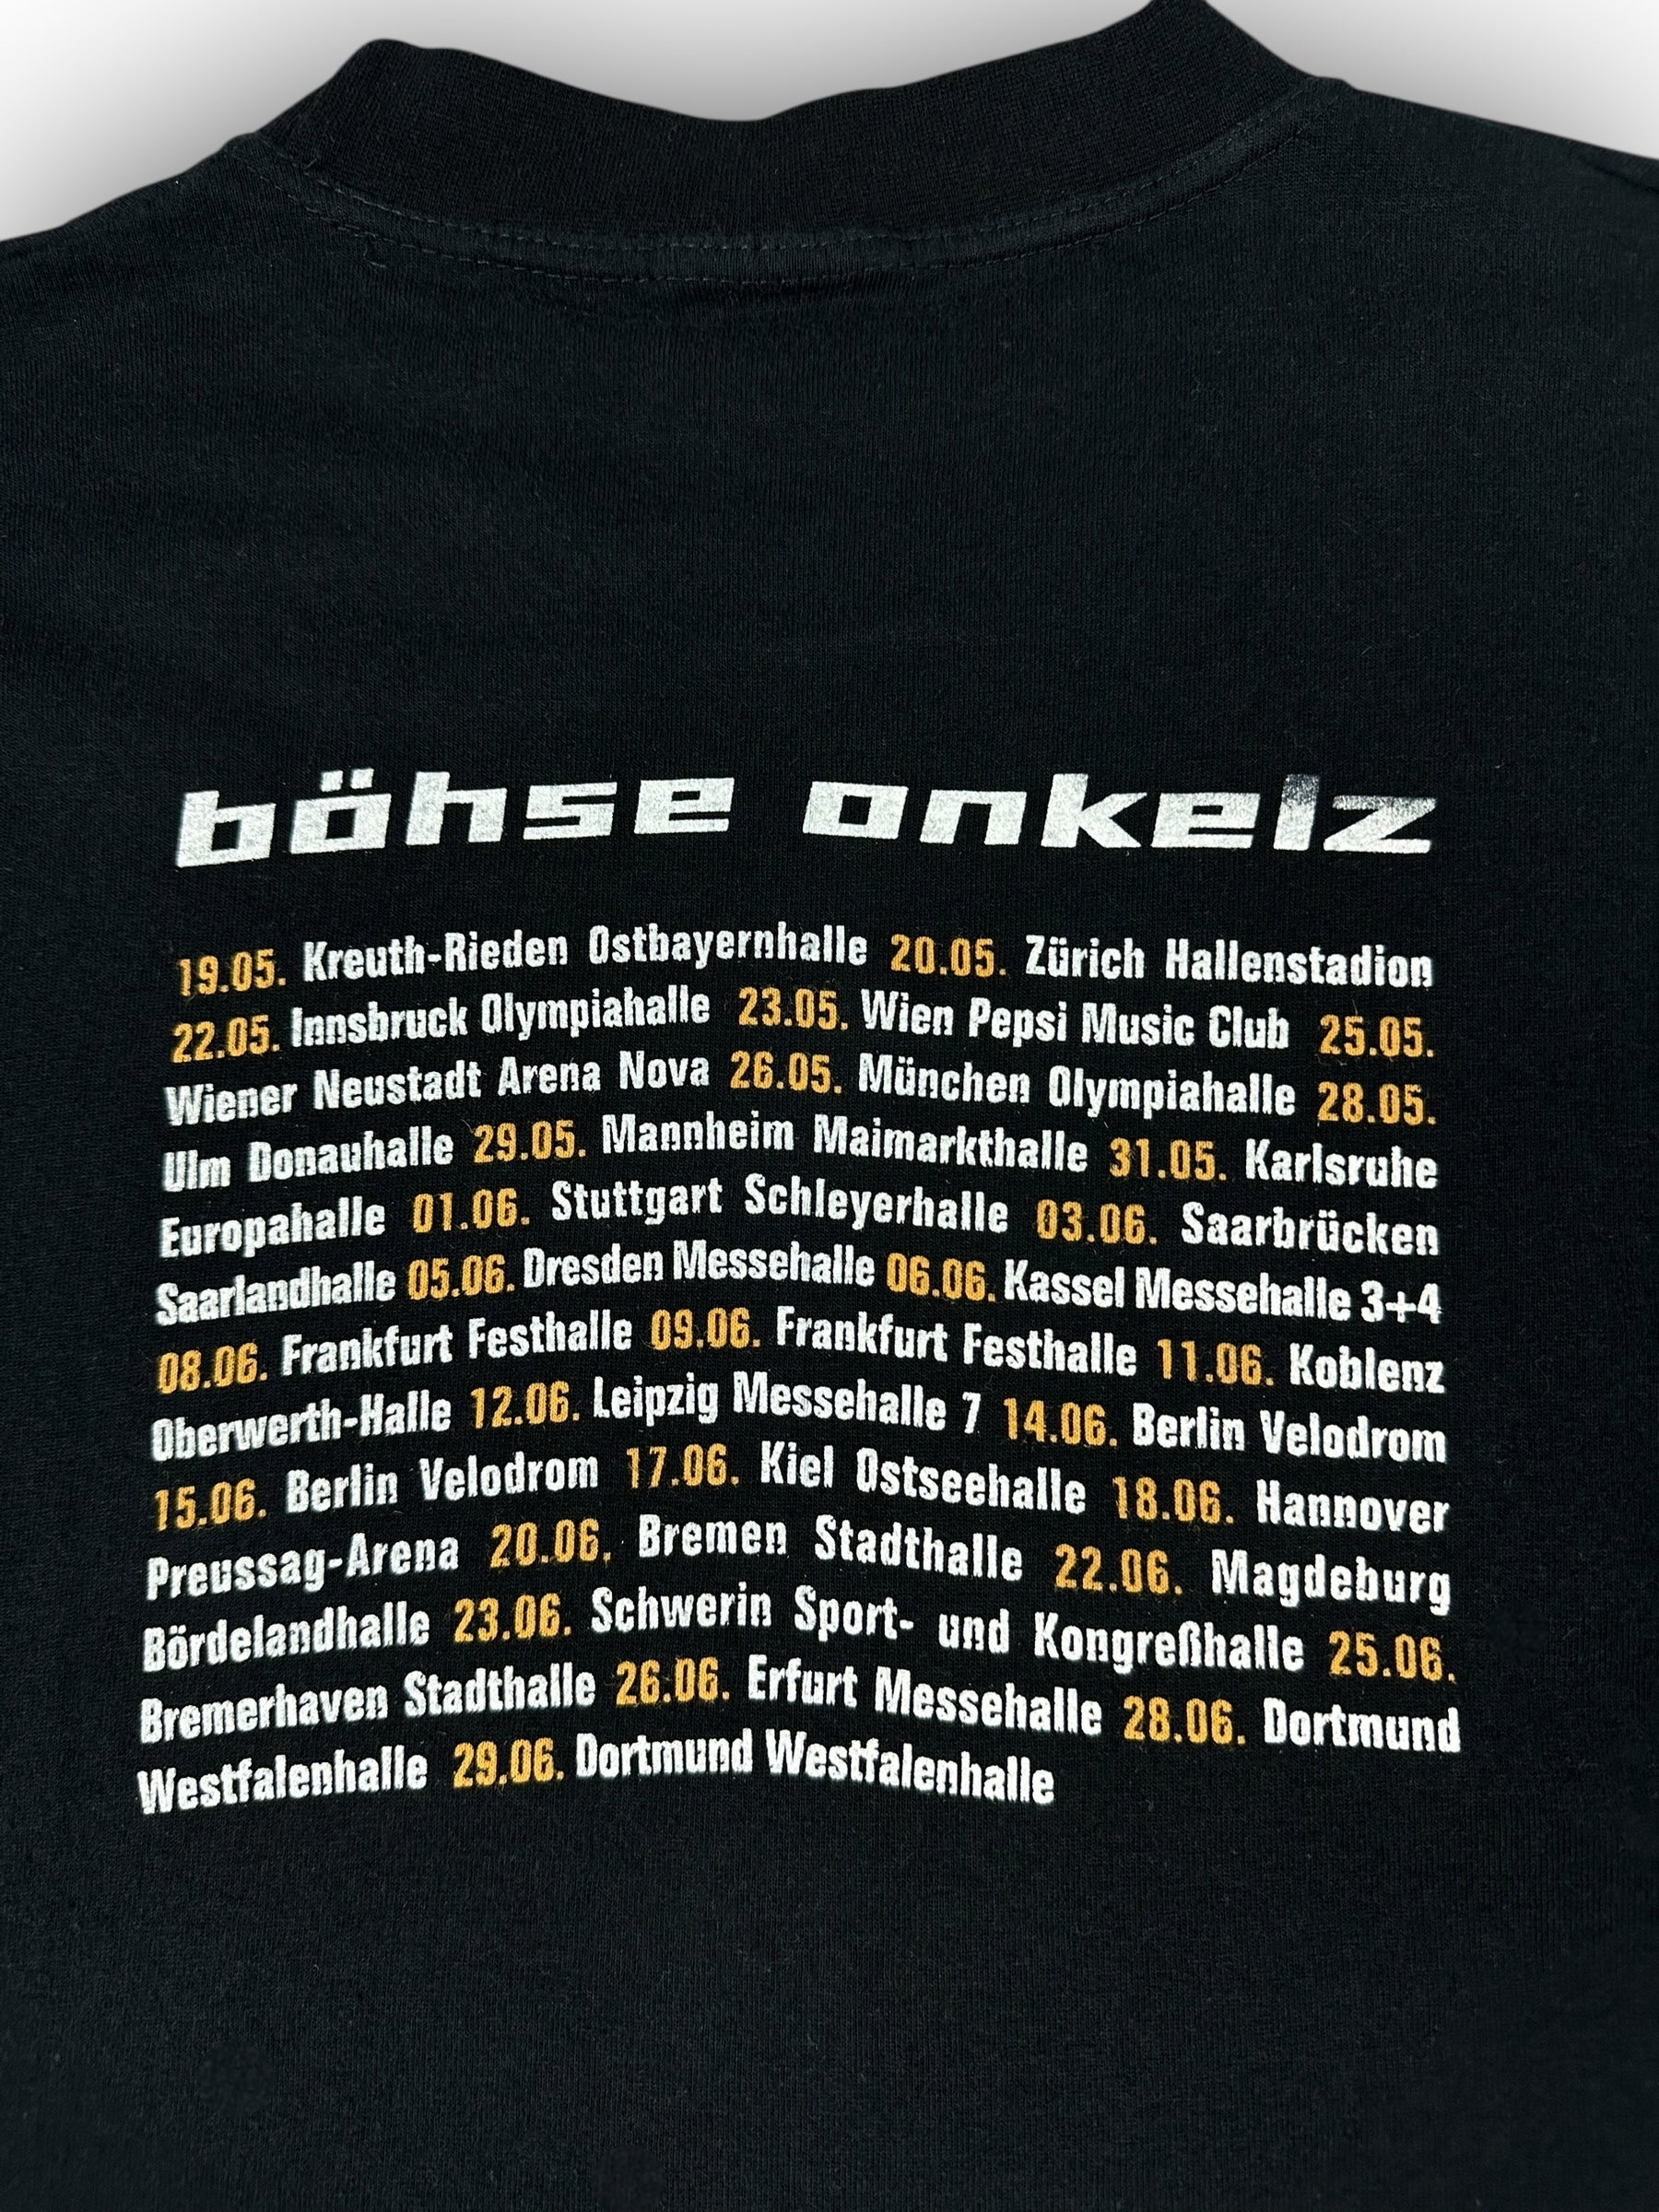 böhse onkelz
19.05. Kreuth-Rieden Ostbayernhalle 20.05. Zürich Hallenstadion
22.05. Innsbruck Olympiahalle 23.05. Wien Pepsi Music Club 25.05.
Wiener Neustadt Arena Nova 26.05. München Olympiahalle 28.05.
Ulm Donauhalle 29.05. Mannheim Maimarkthalle 31.05. Karlsruhe
Europahalle 01.06. Stuttgart Schleyerhalle 03.06. Saarbrücken
Saarlandhalle 05.06. Dresden Messehalle 06.06. Kassel Messehalle 3+4
08.06. Frankfurt Festhalle 09.06. Frankfurt Festhalle 11.06. Koblenz
Oberwerth-Halle 12.06. Leipzig Messehalle 7 14.06. Berlin Velodrom
15.06. Berlin Velodrom 17.06. Kiel Ostseehalle 18.06. Hannover
Preussag-Arena 20.06. Bremen Stadthalle 22.06. Magdeburg
Bördelandhalle 23.06. Schwerin Sport- und Kongreßhalle 25.06.
Bremerhaven Stadthalle 26.06. Erfurt Messehalle 28.06. Dortmund
Westfalenhalle 29.06. Dortmund Westfalenhalle